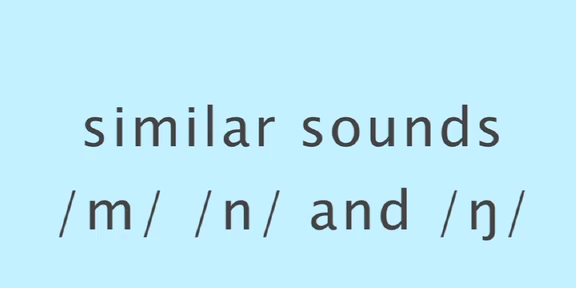 similar sounds
/m/ /n/ and /ŋ/